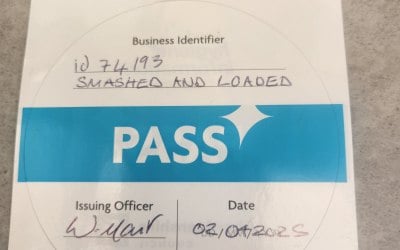 Business Identifier
id 74193
SMASHED AND LOADED
PASS
Issuing Officer Date
02/04/2025